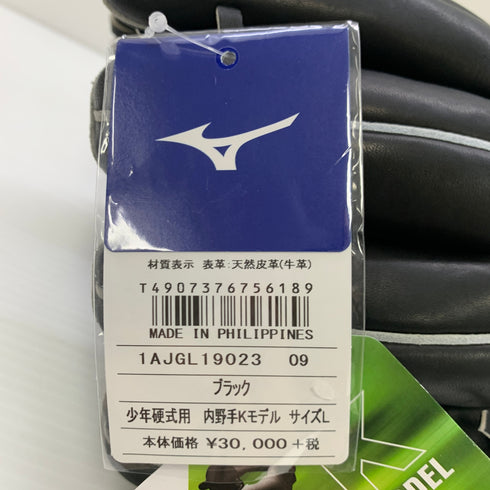 材質表示 表革:天然皮革(牛革)
T4907376756189
MADE IN PHILIPPINES
1AJGL19023 09
ブラック
少年硬式用 内野手Kモデル サイズL
本体価格 ¥30,000+税